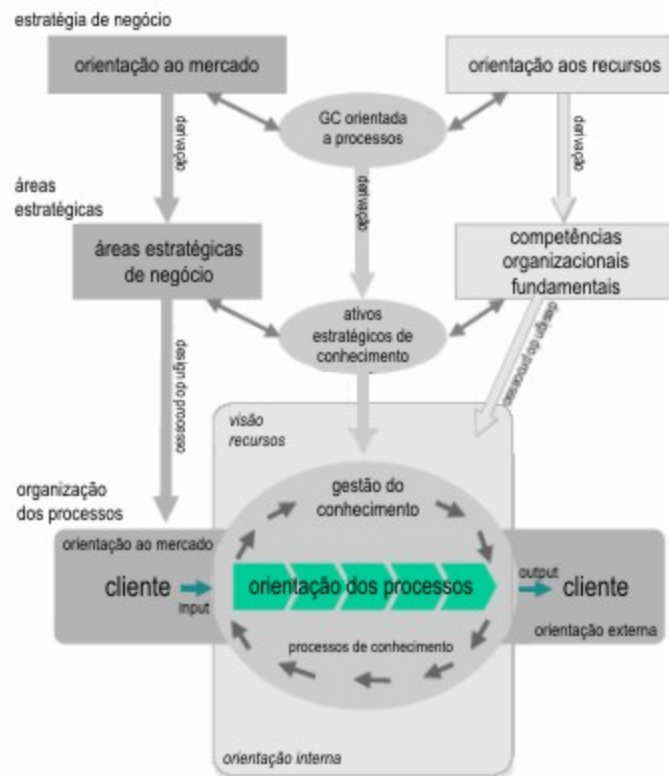 estratégia de negócio
orientação ao mercado
orientação aos recursos
GC orientada
a processos
derivação
derivação
derivação
áreas
estratégicas
áreas estratégicas
de negócio
competências
organizacionais
fundamentais
ativos
estratégicos de
conhecimento
design do processo
design do processo
visão
recursos
organização
dos processos
gestão do
conhecimento
orientação ao mercado
cliente
input
orientação dos processos
output
cliente
orientação externa
processos de conhecimento
orientação interna